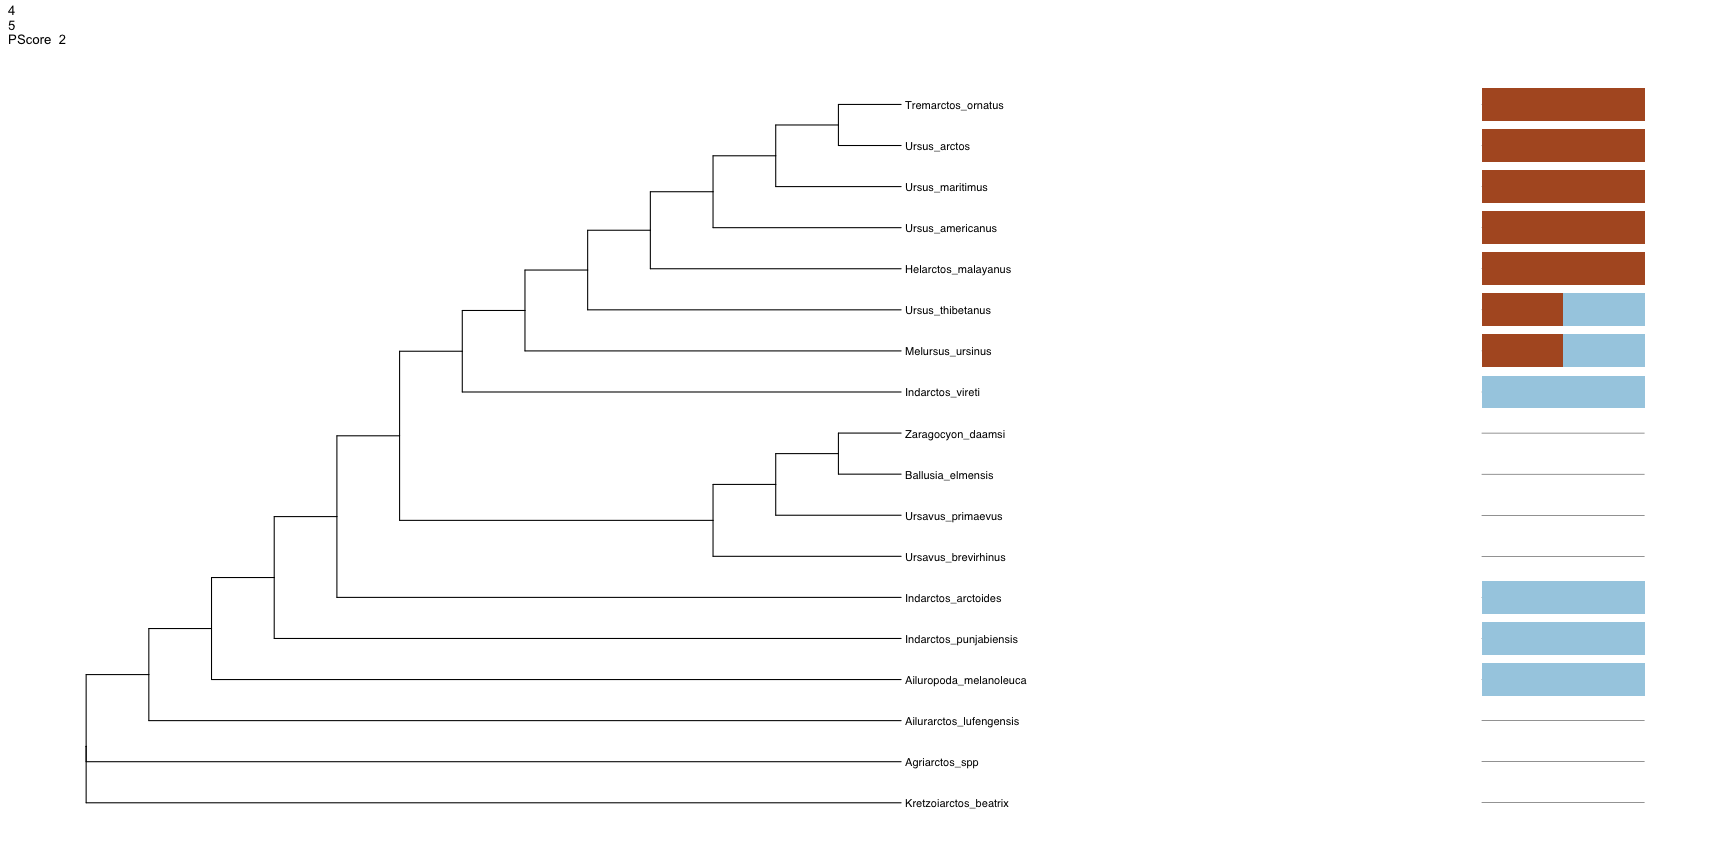 4
5
PScore 2
Tremarctos_ornatus
Ursus_arctos
Ursus_maritimus
Ursus_americanus
Helarctos_malayanus
Ursus_thibetanus
Melursus_ursinus
Indarctos_vireti
Zaragocyon_daamsi
Ballusia_elmensis
Ursavus_primaevus
Ursavus_brevirhinus
Indarctos_arctoides
Indarctos_punjabiensis
Ailuropoda_melanoleuca
Ailurarctos_lufengensis
Agriarctos_spp
Kretzoiarctos_beatrix